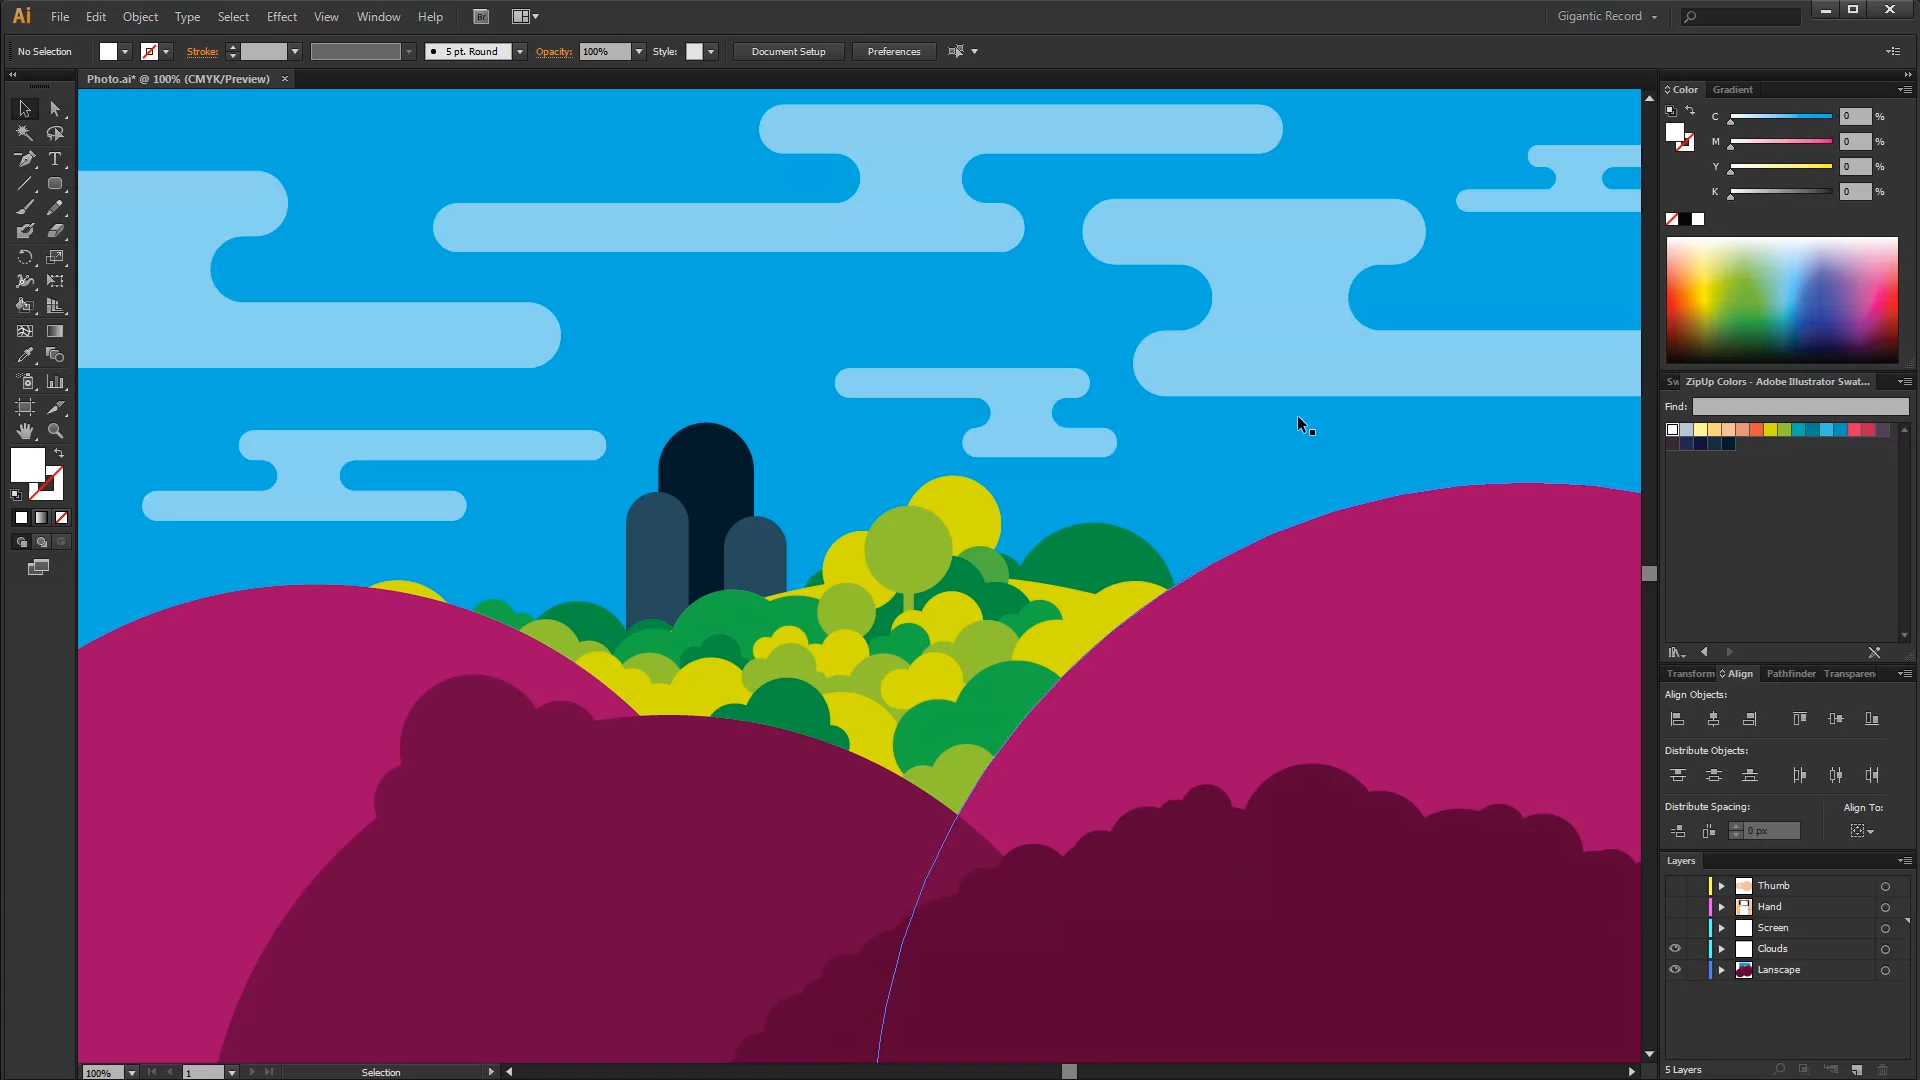 Ai File Edit Object Type Select Effect View Window Help Br Gigantic Record
No Selection Stroke: 5 pt. Round Opacity: 100% Style: Document Setup Preferences
Photo.ai* @ 100% (CMYK/Preview) ×
Color Gradient
C 0 %
M 0 %
Y 0 %
K 0 %
Sw ZipUp Colors - Adobe Illustrator Swat...
Find:
Transform Align Pathfinder Transparen
Align Objects:
Distribute Objects:
Distribute Spacing: Align To:
0 px
Layers
Thumb
Hand
Screen
Clouds
Lanscape
100% 1 Selection 5 Layers